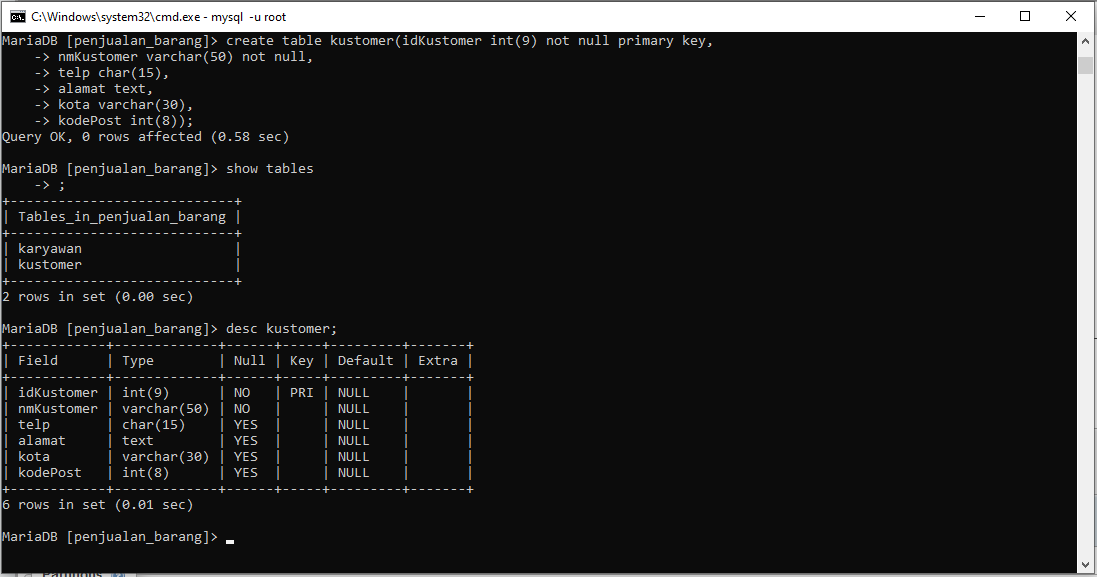 C:\Windows\system32\cmd.exe - mysql  -u root
MariaDB [penjualan_barang]> create table kustomer(idKustomer int(9) not null primary key,
    -> nmKustomer varchar(50) not null,
    -> telp char(15),
    -> alamat text,
    -> kota varchar(30),
    -> kodePost int(8));
Query OK, 0 rows affected (0.58 sec)
MariaDB [penjualan_barang]> show tables
    -> ;
+----------------------------+
| Tables_in_penjualan_barang |
+----------------------------+
| karyawan                   |
| kustomer                   |
+----------------------------+
2 rows in set (0.00 sec)
MariaDB [penjualan_barang]> desc kustomer;
+------------+-------------+------+-----+---------+-------+
| Field      | Type        | Null | Key | Default | Extra |
+------------+-------------+------+-----+---------+-------+
| idKustomer | int(9)      | NO   | PRI | NULL    |       |
| nmKustomer | varchar(50) | NO   |     | NULL    |       |
| telp       | char(15)    | YES  |     | NULL    |       |
| alamat     | text        | YES  |     | NULL    |       |
| kota       | varchar(30) | YES  |     | NULL    |       |
| kodePost   | int(8)      | YES  |     | NULL    |       |
+------------+-------------+------+-----+---------+-------+
6 rows in set (0.01 sec)
MariaDB [penjualan_barang]> _